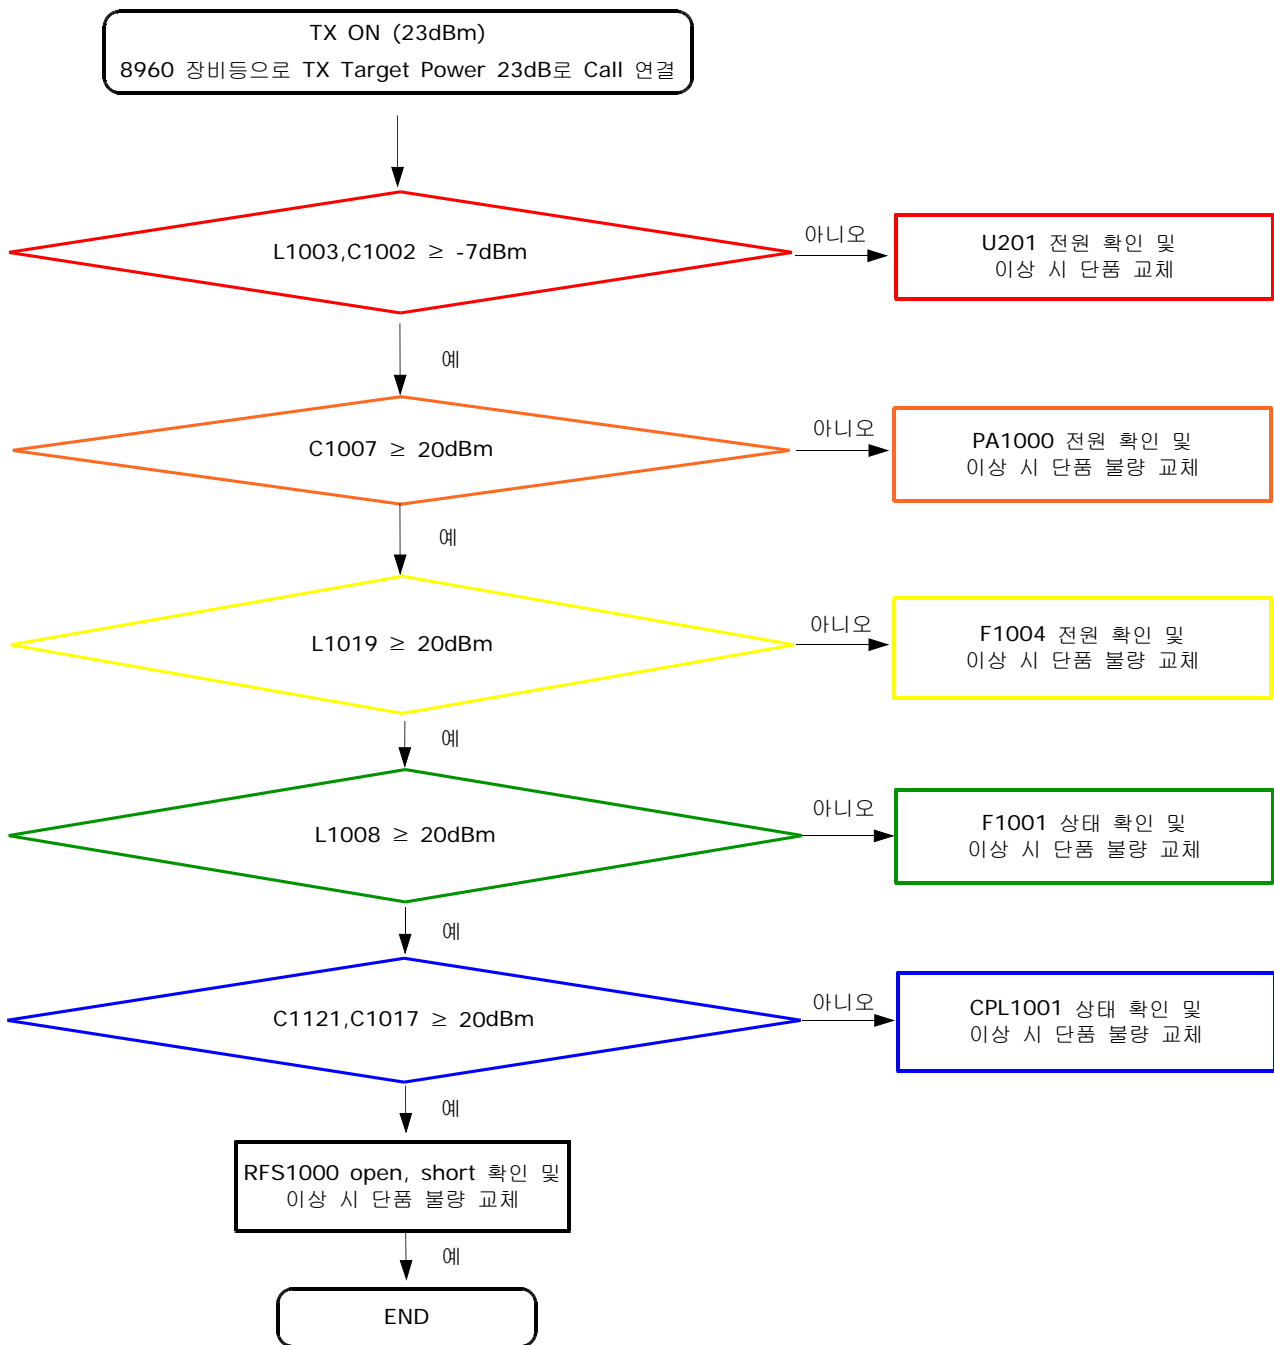 TX ON (23dBm)
8960 장비등으로 TX Target Power 23dB로 Call 연결
L1003,C1002 ≥ -7dBm
아니오
U201 전원 확인 및
이상 시 단품 교체
예
C1007 ≥ 20dBm
아니오
PA1000 전원 확인 및
이상 시 단품 불량 교체
예
L1019 ≥ 20dBm
아니오
F1004 전원 확인 및
이상 시 단품 불량 교체
예
L1008 ≥ 20dBm
아니오
F1001 상태 확인 및
이상 시 단품 불량 교체
예
C1121,C1017 ≥ 20dBm
아니오
CPL1001 상태 확인 및
이상 시 단품 불량 교체
예
RFS1000 open, short 확인 및
이상 시 단품 불량 교체
예
END